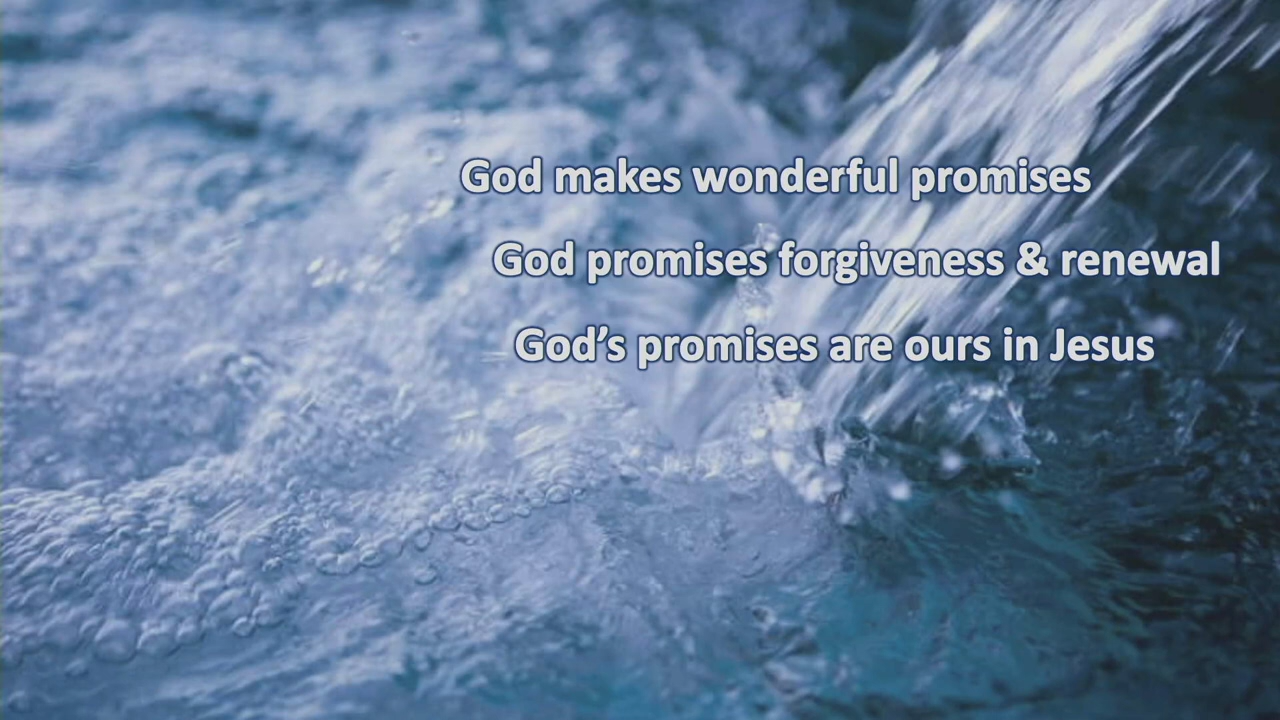 God makes wonderful promises
God promises forgiveness & renewal
God’s promises are ours in Jesus